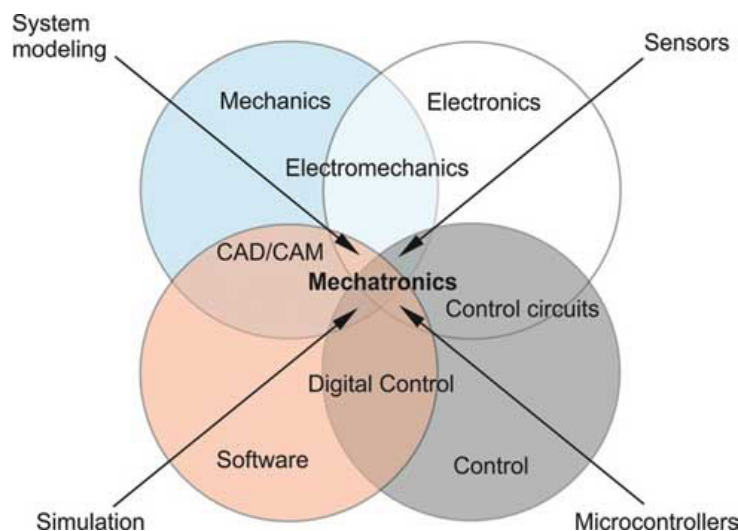 System
modeling
Sensors
Mechanics
Electronics
Electromechanics
CAD/CAM
Mechatronics
Control circuits
Digital Control
Software
Control
Simulation
Microcontrollers